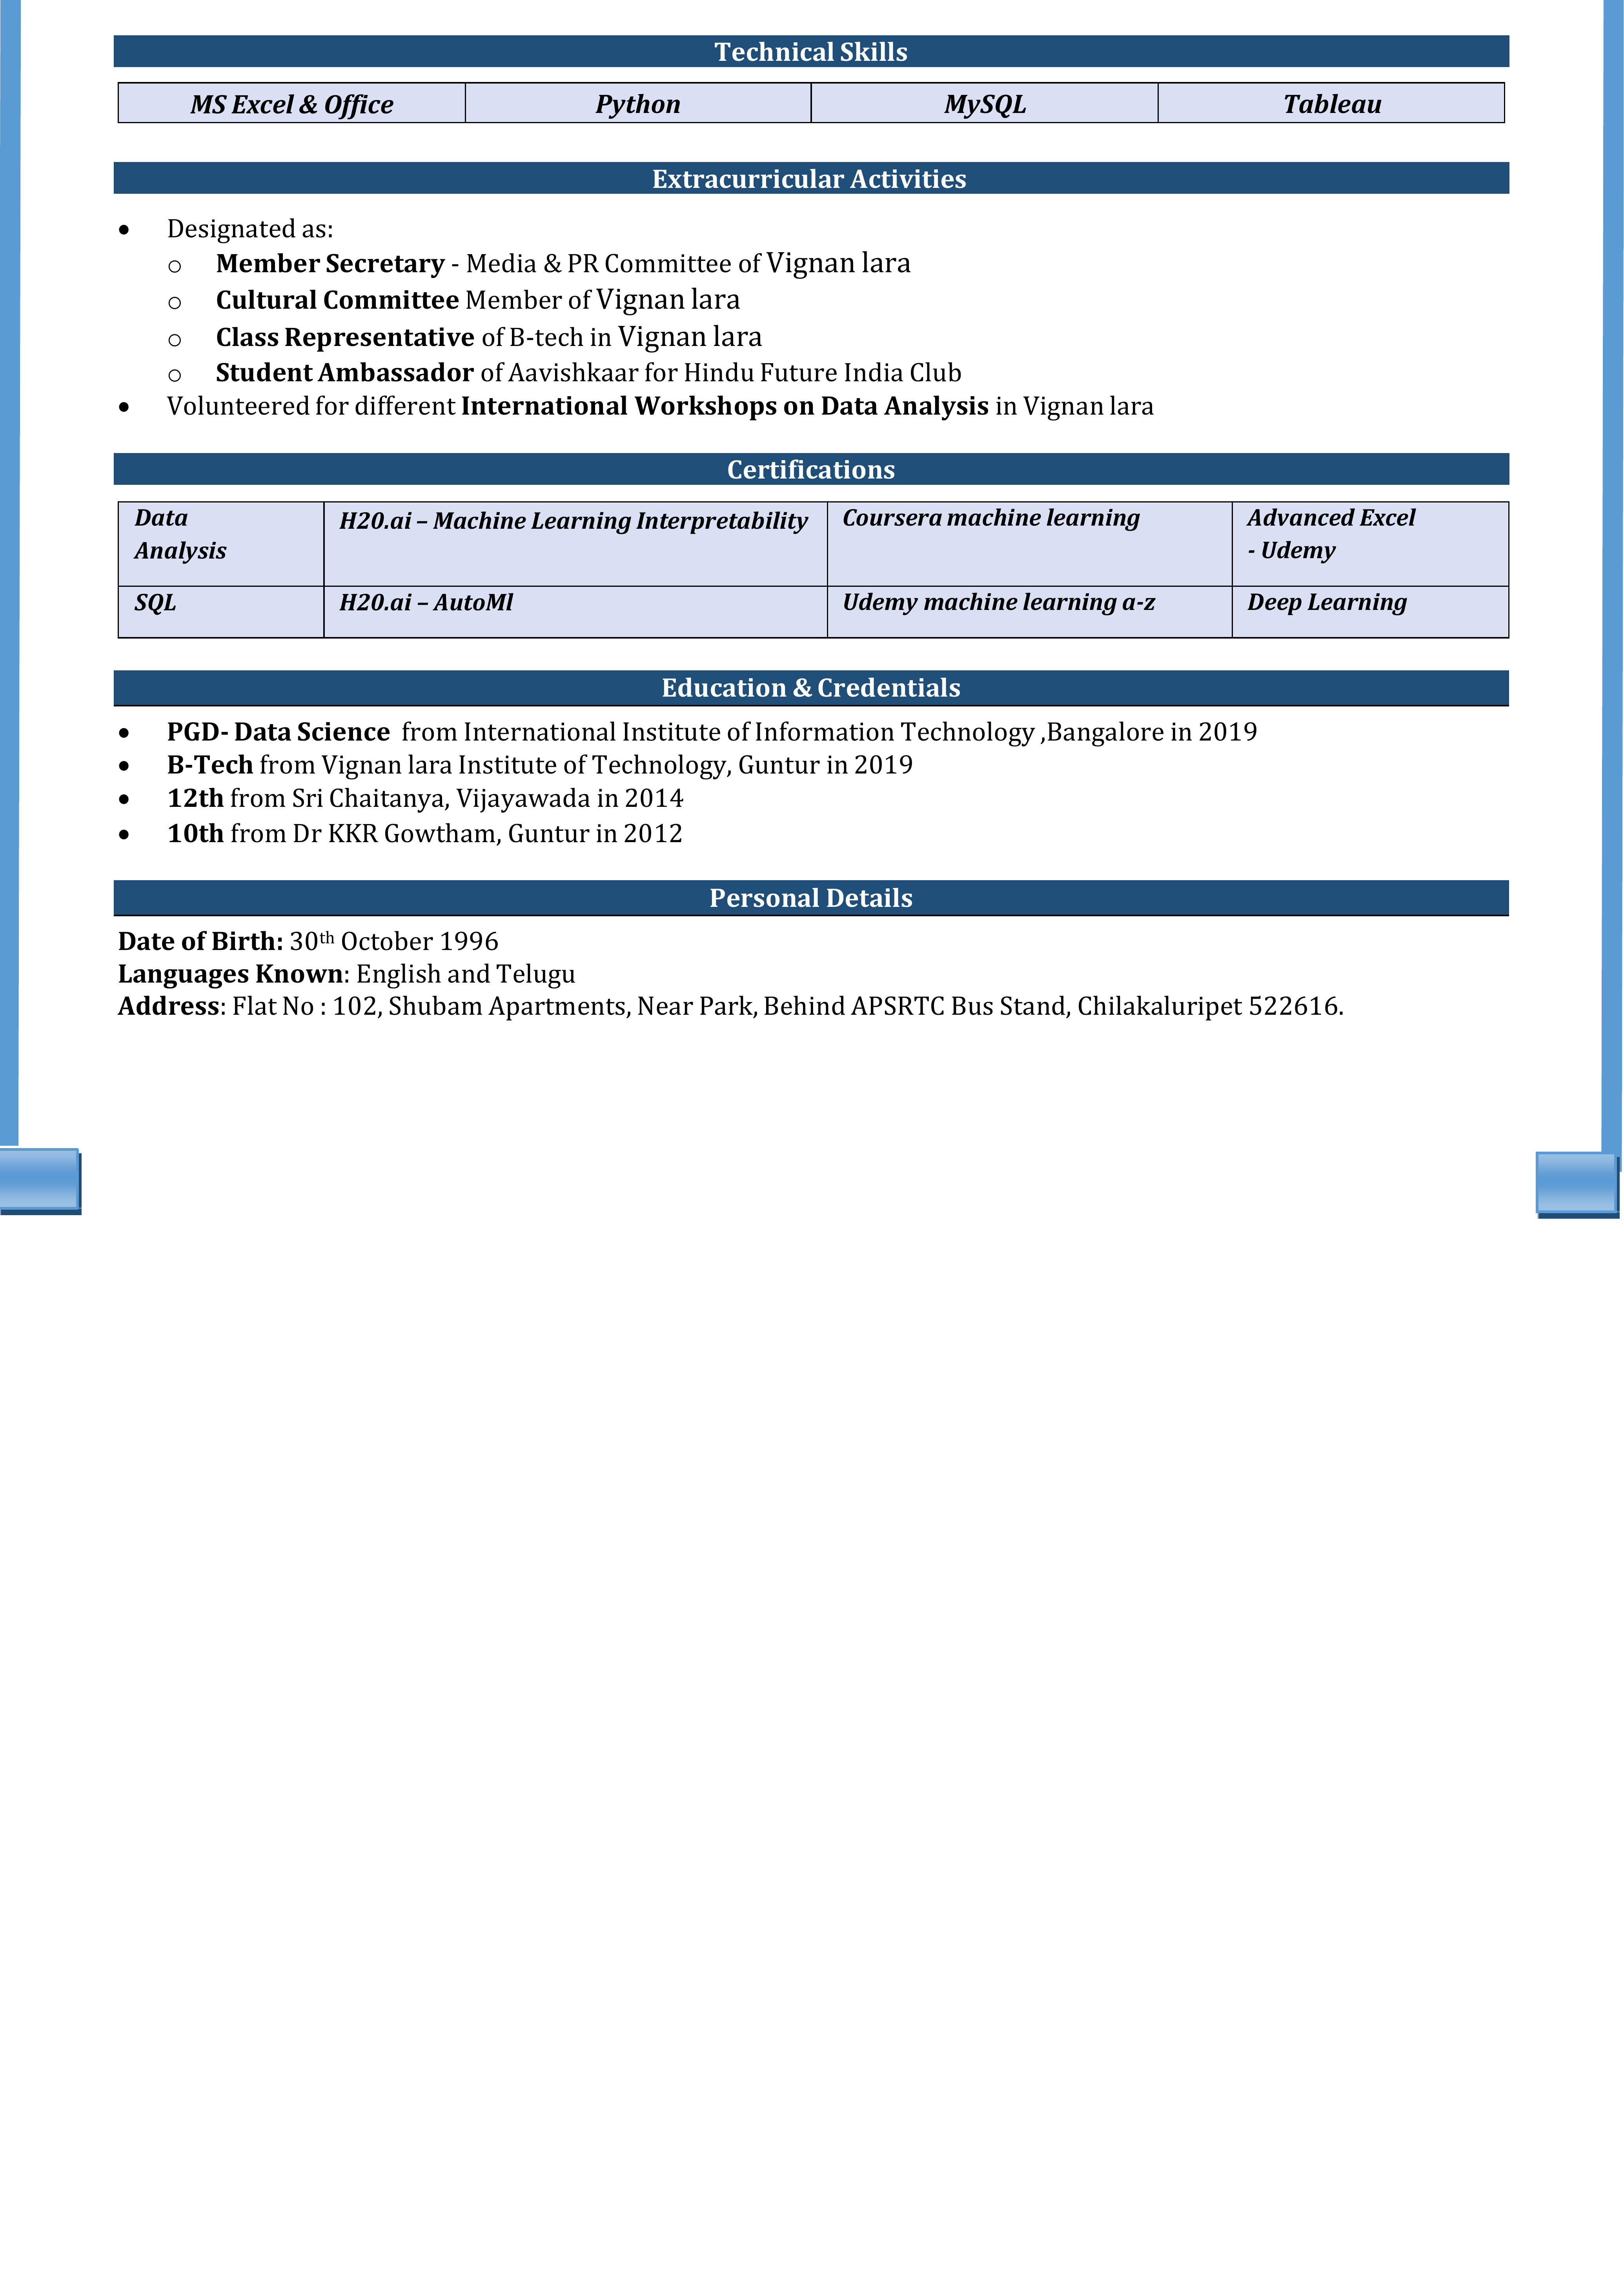 Technical Skills
MS Excel & Office Python MySQL Tableau
Extracurricular Activities
• Designated as:
o Member Secretary - Media & PR Committee of Vignan lara
o Cultural Committee Member of Vignan lara
o Class Representative of B-tech in Vignan lara
o Student Ambassador of Aavishkaar for Hindu Future India Club
• Volunteered for different International Workshops on Data Analysis in Vignan lara
Certifications
Data
Analysis
H20.ai – Machine Learning Interpretability
Coursera machine learning
Advanced Excel
- Udemy
SQL
H20.ai – AutoMl
Udemy machine learning a-z
Deep Learning
Education & Credentials
• PGD- Data Science from International Institute of Information Technology ,Bangalore in 2019
• B-Tech from Vignan lara Institute of Technology, Guntur in 2019
• 12th from Sri Chaitanya, Vijayawada in 2014
• 10th from Dr KKR Gowtham, Guntur in 2012
Personal Details
Date of Birth: 30th October 1996
Languages Known: English and Telugu
Address: Flat No : 102, Shubam Apartments, Near Park, Behind APSRTC Bus Stand, Chilakaluripet 522616.